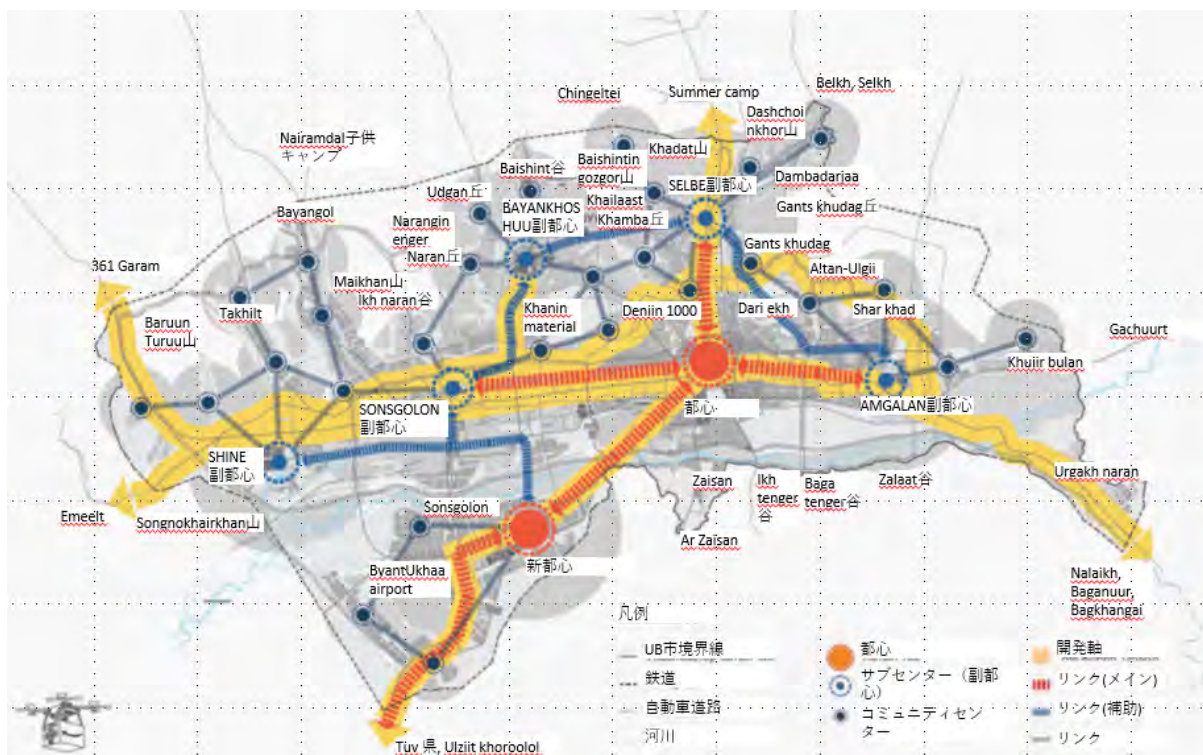 Belkh, Selkh
Summer camp
Chingeltei
Dashchoi
nkhor山
Nairamdal子供
キャンプ
Khadat山
Baishint谷
Baishintin
gozgor山
Dambadarjaa
SELBE副都心
Udgan丘
Khailaast
Gants khudag丘
BAYANKHOS
HUU副都心
Khamba丘
Bayangol
Narangin
enger
Naran丘
Gants khudag
361 Garam
Altan-Ulgii
Maikhan山
Ikh naran谷
Khanin
material
Deniin 1000
Dari ekh
Shar khad
Takhilt
Baruun
Turuu山
Gachuurt
Khujir bulan
SONSGOLON
副都心
都心
AMGALAN副都心
SHINE
副都心
Zaisan
Ikh
tenger
谷
Baga
tenger谷
Zalaat谷
Urgakh naran
Emeelt
Songnokhairkhan山
Sonsgolon
Ar Zaisan
新都心
ByantUkhaa
airport
Nalaikh,
Baganuur,
Bagkhangai
凡例
UB市境界線
鉄道
自動車道路
河川
都心
サブセンター（副都
心）
コミュニティセン
ター
開発軸
リンク(メイン)
リンク(補助)
リンク
Tuv 県, Ulziit khoroolol